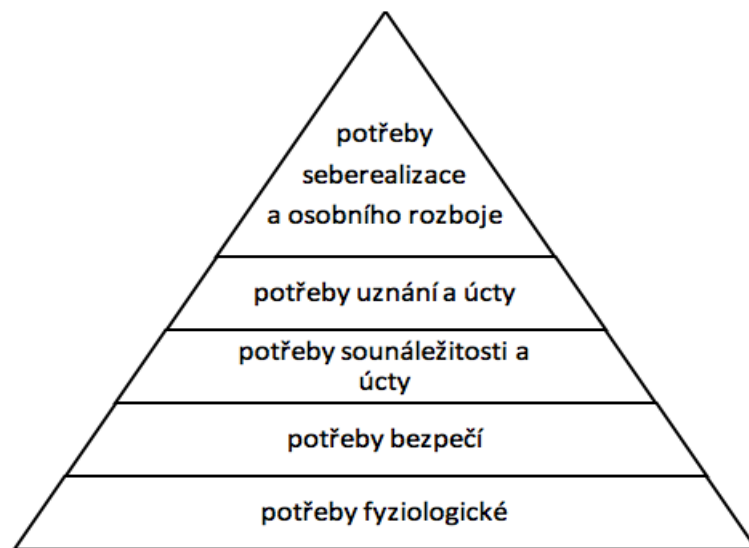 potřeby
seberealizace
a osobního rozboje
potřeby uznání a úcty
potřeby sounáležitosti a
úcty
potřeby bezpečí
potřeby fyziologické